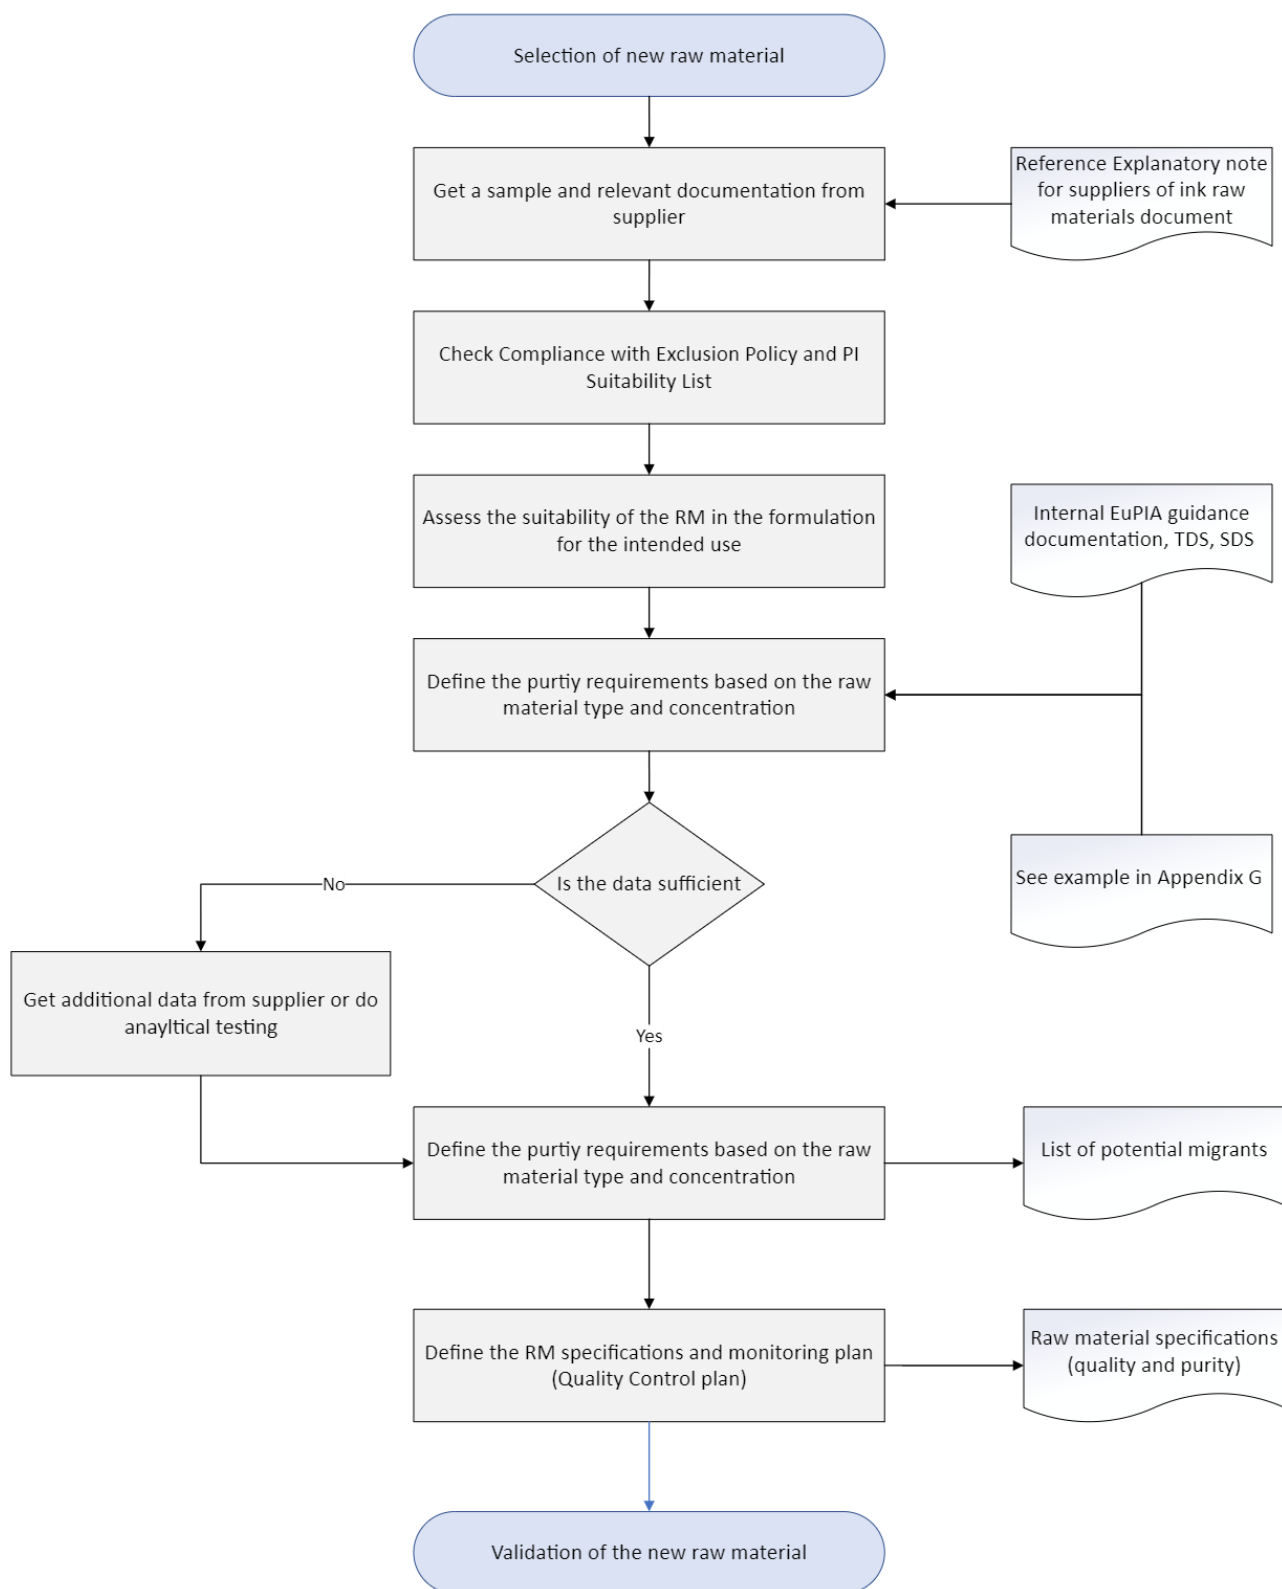 Selection of new raw material
Get a sample and relevant documentation from
supplier
Reference Explanatory note
for suppliers of ink raw
materials document
Check Compliance with Exclusion Policy and PI
Suitability List
Assess the suitability of the RM in the formulation
for the intended use
Internal EuPIA guidance
documentation, TDS, SDS
Define the purtiy requirements based on the raw
material type and concentration
Is the data sufficient
See example in Appendix G
No
Get additional data from supplier or do
anayltical testing
Yes
Define the purtiy requirements based on the raw
material type and concentration
List of potential migrants
Define the RM specifications and monitoring plan
(Quality Control plan)
Raw material specifications
(quality and purity)
Validation of the new raw material